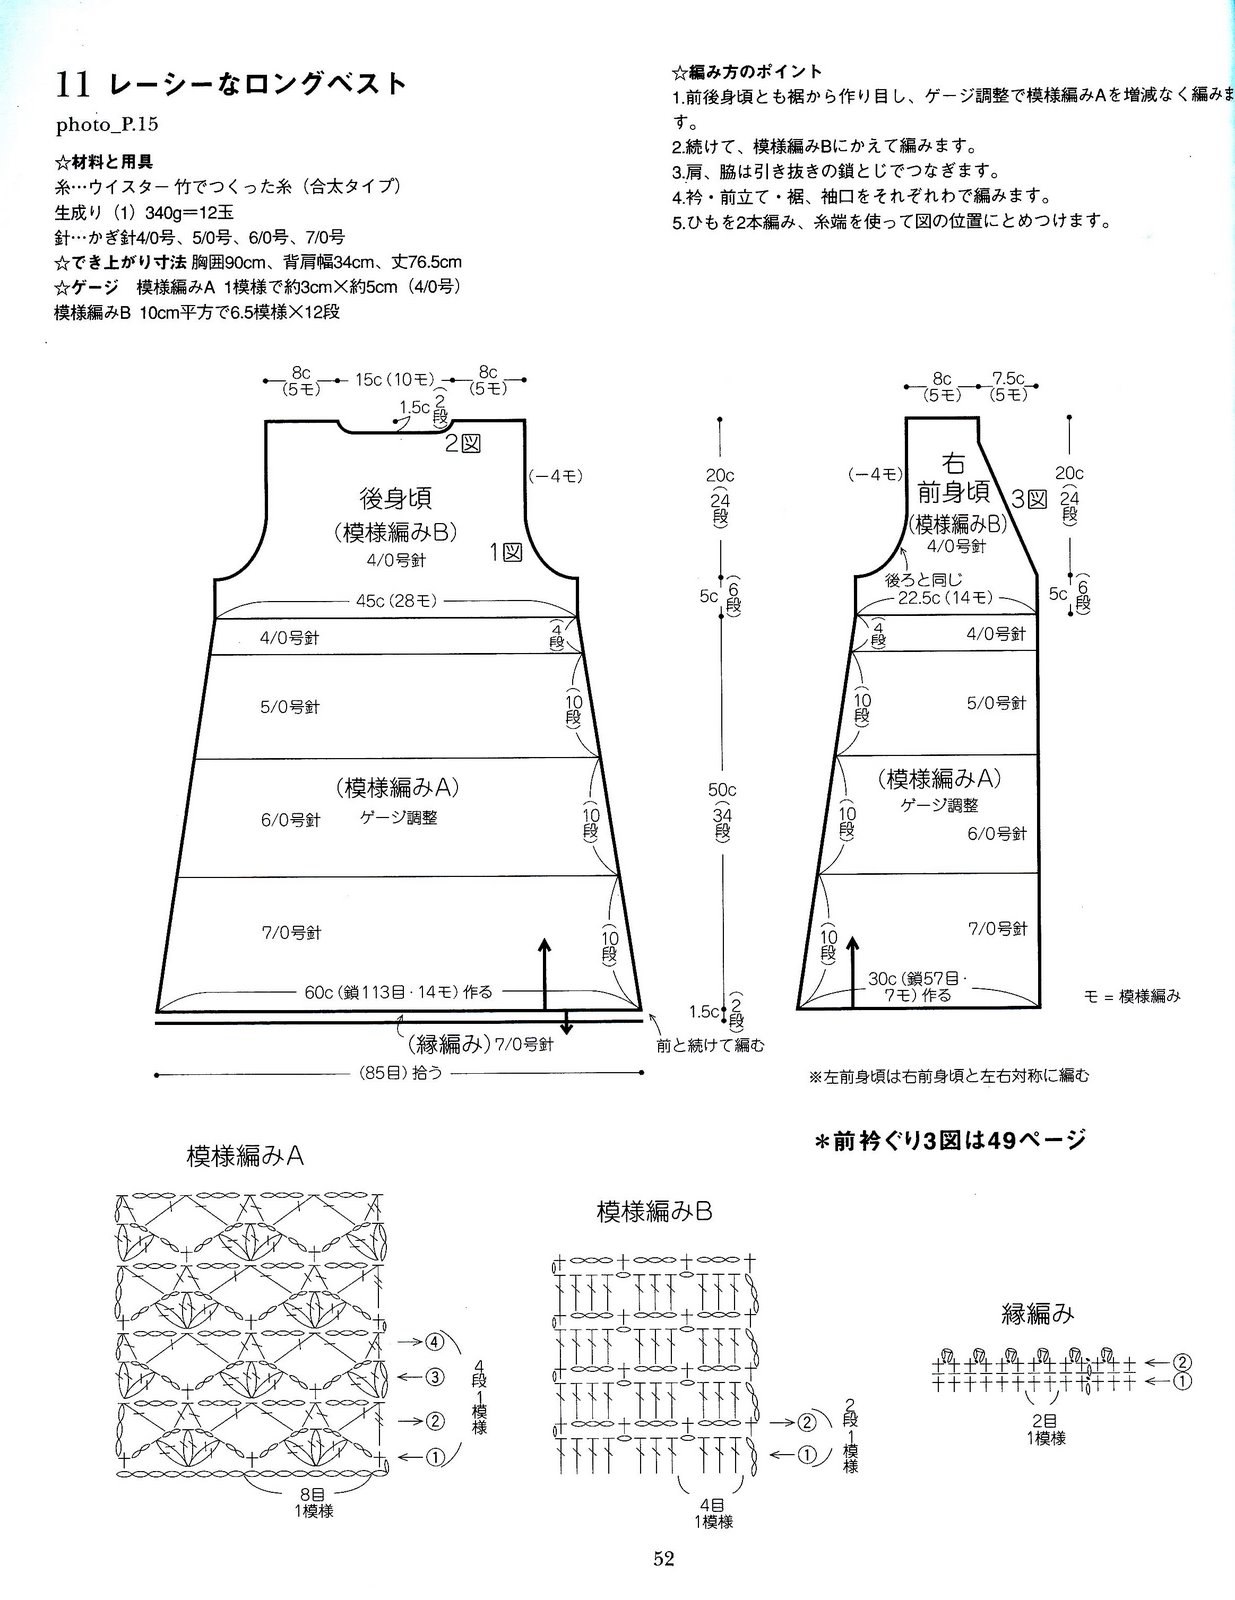 11 レーシーなロングベスト
photo_P.15
☆材料と用具
糸…ウイスター 竹でつくった糸（合太タイプ）
生成り（1）340g＝12玉
針…かぎ針4/0号、5/0号、6/0号、7/0号
☆でき上がり寸法 胸囲90cm、背肩幅34cm、丈76.5cm
☆ゲージ　模様編みA 1模様で約3cm×約5cm（4/0号）
模様編みB 10cm平方で6.5模様×12段
☆編み方のポイント
1.前後身頃とも裾から作り目し、ゲージ調整で模様編みAを増減なく編みま
す。
2.続けて、模様編みBにかえて編みます。
3.肩、脇は引き抜きの鎖とじでつなぎます。
4.衿・前立て・裾、袖口をそれぞれわで編みます。
5.ひもを2本編み、糸端を使って図の位置にとめつけます。
8c
(5モ)
15c(10モ)
8c
(5モ)
1.5c
(2段)
2図
(−4モ)
後身頃
(模様編みB)
4/0号針
1図
45c(28モ)
4/0号針
(4段)
5/0号針
(10段)
(模様編みA)
ゲージ調整
6/0号針
(10段)
7/0号針
(10段)
60c(鎖113目・14モ)作る
(縁編み)7/0号針
前と続けて編む
(85目)拾う
20c
(24段)
5c
(6段)
50c
(34段)
1.5c
(2段)
8c
(5モ)
7.5c
(5モ)
(−4モ)
右
前身頃
(模様編みB)
4/0号針
3図
20c
(24段)
後ろと同じ
22.5c(14モ)
5c
(6段)
(4段)
4/0号針
(10段)
5/0号針
(模様編みA)
ゲージ調整
(10段)
6/0号針
(10段)
7/0号針
30c(鎖57目・
7モ)作る
モ = 模様編み
※左前身頃は右前身頃と左右対称に編む
＊前衿ぐり3図は49ページ
模様編みA
④
③
②
①
4段1模様
8目
1模様
模様編みB
②
①
2段1模様
4目
1模様
縁編み
②
①
2目
1模様
52